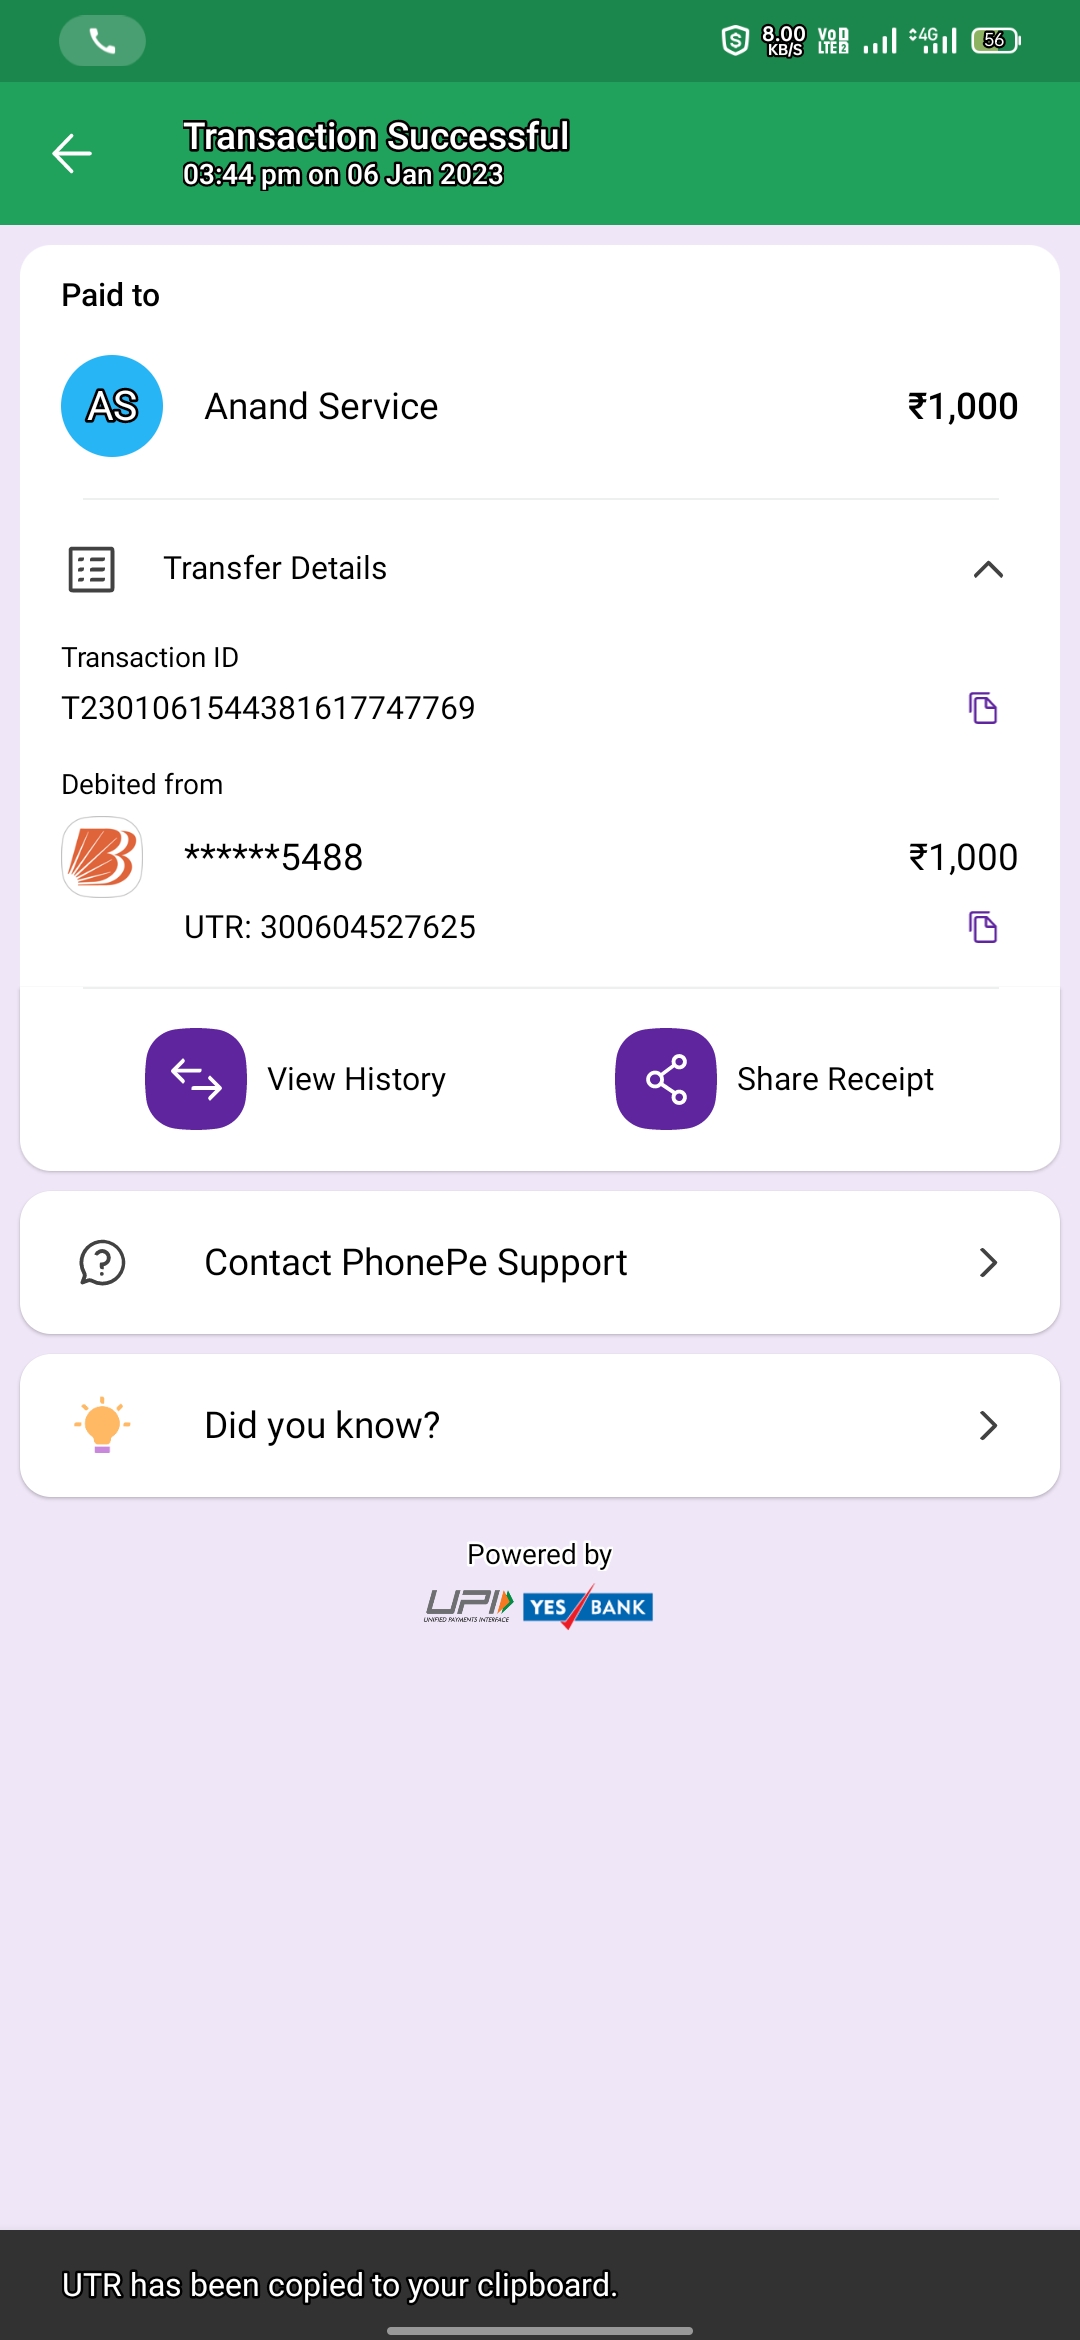 8.00
KB/S
Vo 1
LTE 2
4G
56
Transaction Successful
03:44 pm on 06 Jan 2023
Paid to
AS
Anand Service
₹1,000
Transfer Details
Transaction ID
T2301061544381617747769
Debited from
******5488
₹1,000
UTR: 300604527625
View History
Share Receipt
Contact PhonePe Support
Did you know?
Powered by
UPI
UNIFIED PAYMENTS INTERFACE
YES BANK
UTR has been copied to your clipboard.